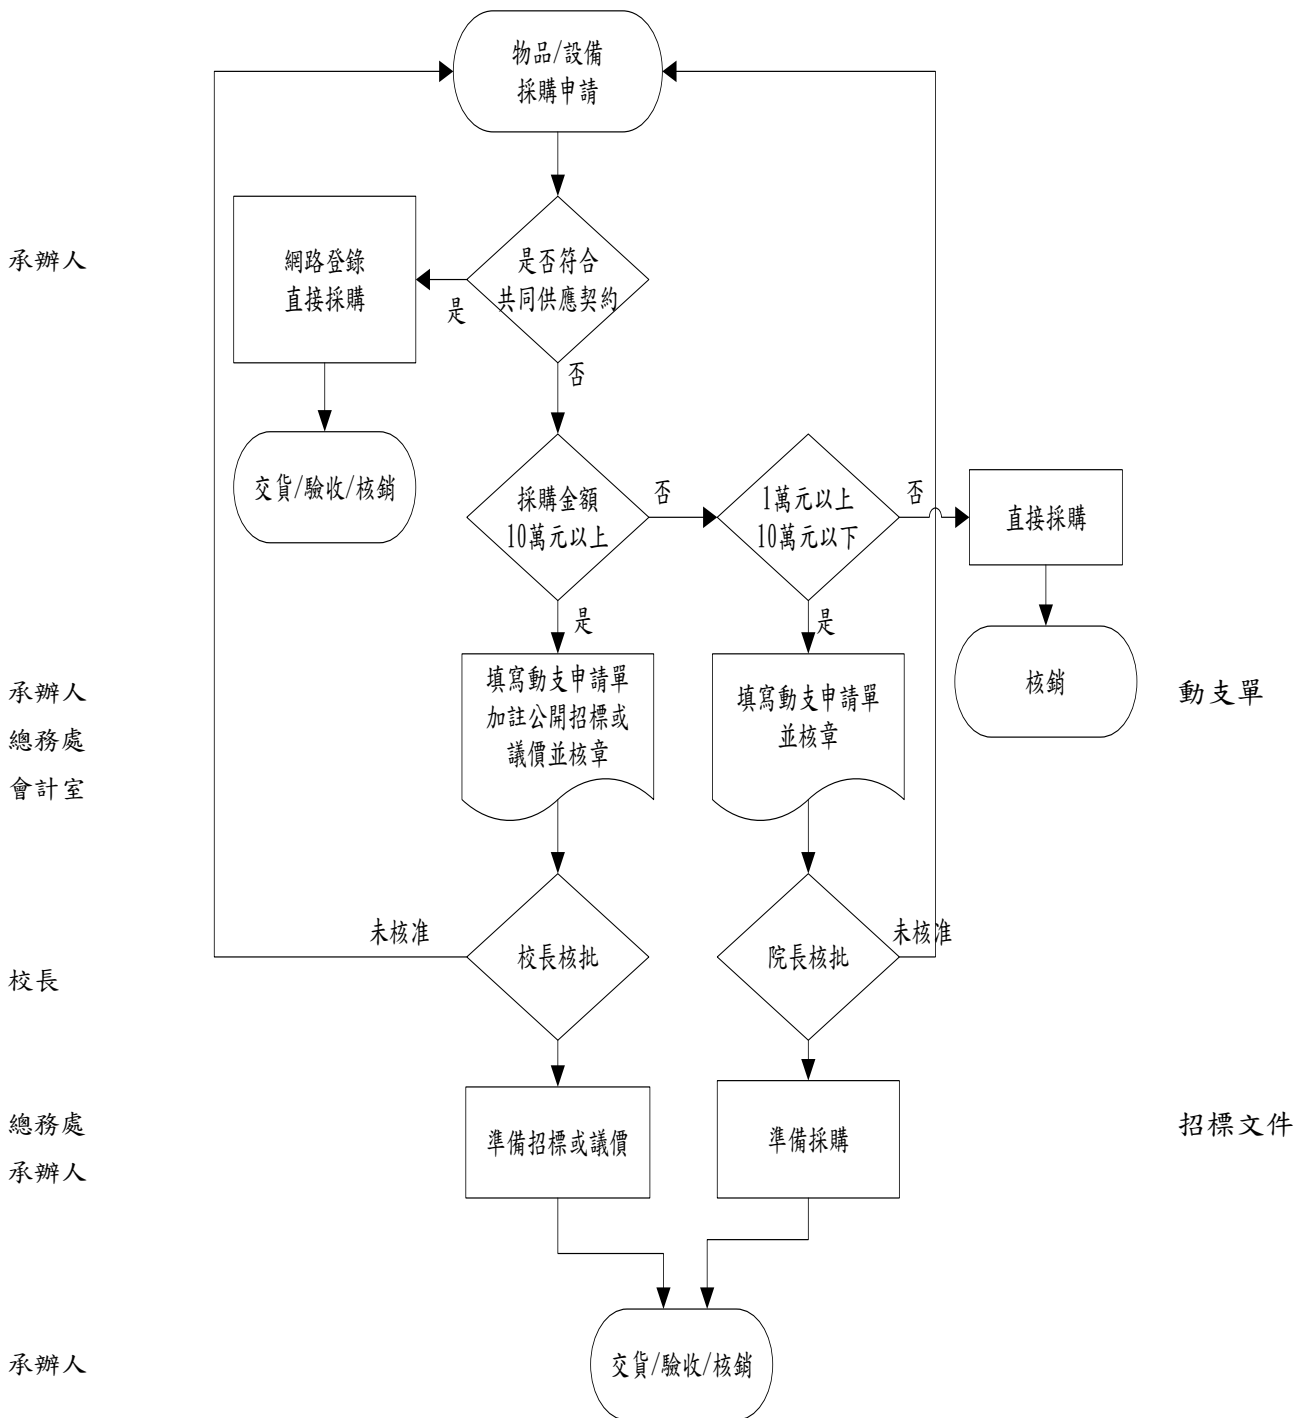 物品/設備
採購申請
承辦人
網路登錄
直接採購
是否符合
共同供應契約
是
否
交貨/驗收/核銷
採購金額
10萬元以上
否
1萬元以上
10萬元以下
否
直接採購
是
是
承辦人
總務處
會計室
填寫動支申請單
加註公開招標或
議價並核章
填寫動支申請單
並核章
核銷
動支單
未核准
校長核批
院長核批
未核准
校長
總務處
承辦人
準備招標或議價
準備採購
招標文件
承辦人
交貨/驗收/核銷